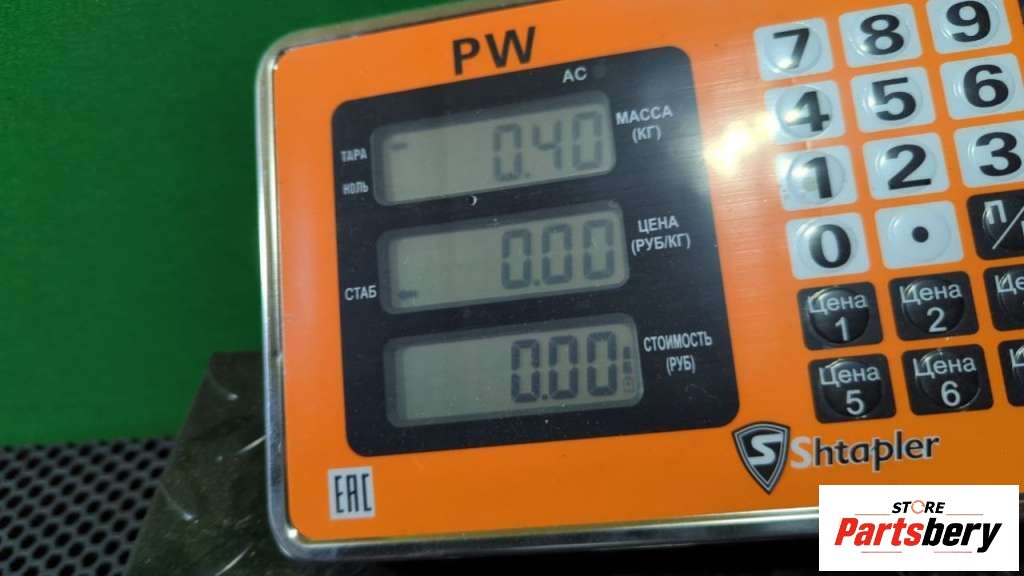 PW
AC
ТАРА
НОЛЬ
0.40
МАССА
(КГ)
СТАБ
0.00
ЦЕНА
(РУБ/КГ)
0.00
СТОИМОСТЬ
(РУБ)
7 8 9
4 5 6
1 2 3
0 •
П/
Цена 1
Цена 2
Цена 5
Цена 6
Shtapler
EAC
STORE
Partsbery